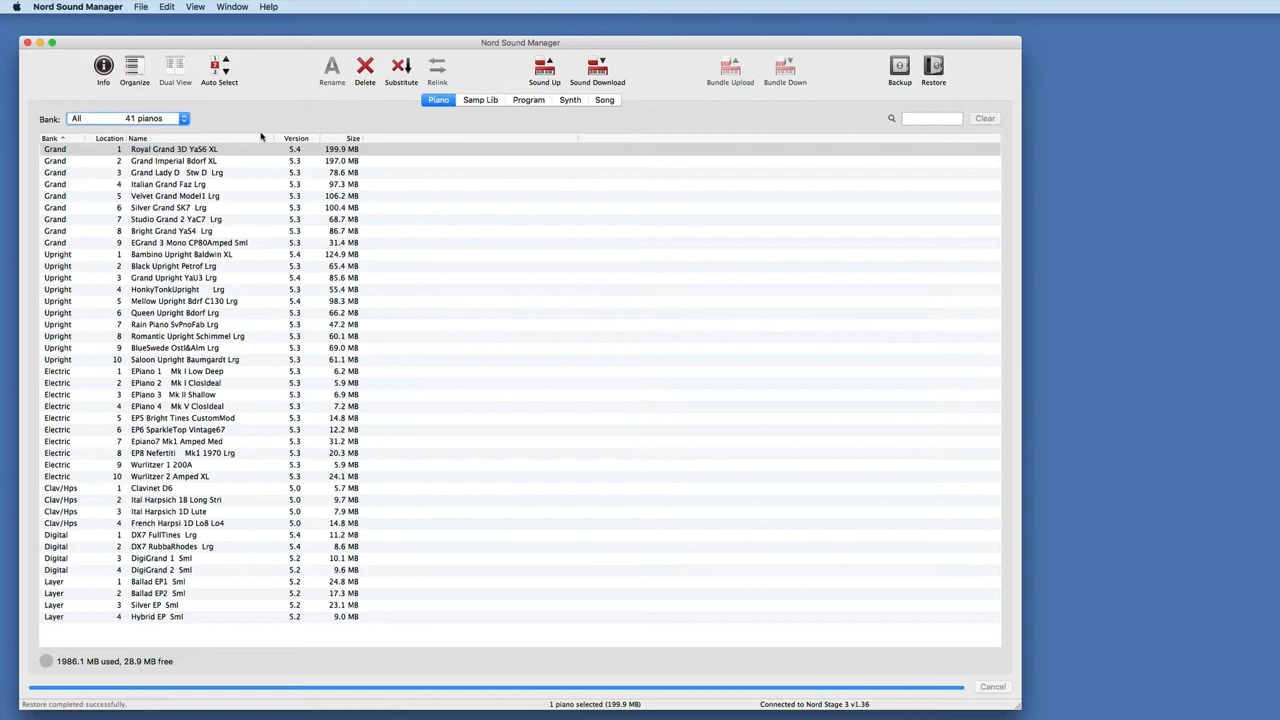 Nord Sound Manager File Edit View Window Help
Nord Sound Manager
Info Organize Dual View Auto Select Rename Delete Substitute Relink Sound Up Sound Download Bundle Upload Bundle Down Backup Restore
Piano Samp Lib Program Synth Song
Bank: All 41 pianos Clear
Bank Location Name Version Size
Grand 1 Royal Grand 3D YaS6 XL 5.4 199.9 MB
Grand 2 Grand Imperial Bdorf XL 5.3 197.0 MB
Grand 3 Grand Lady D Stw D Lrg 5.3 78.6 MB
Grand 4 Italian Grand Faz Lrg 5.3 97.3 MB
Grand 5 Velvet Grand Model1 Lrg 5.3 106.2 MB
Grand 6 Silver Grand SK7 Lrg 5.3 100.4 MB
Grand 7 Studio Grand 2 YaC7 Lrg 5.3 68.7 MB
Grand 8 Bright Grand YaS4 Lrg 5.3 86.7 MB
Grand 9 EGrand 3 Mono CP80Amped Sml 5.3 31.4 MB
Upright 1 Bambino Upright Baldwin XL 5.4 124.9 MB
Upright 2 Black Upright Petrof Lrg 5.3 65.4 MB
Upright 3 Grand Upright YaU3 Lrg 5.4 85.6 MB
Upright 4 HonkyTonkUpright Lrg 5.3 55.4 MB
Upright 5 Mellow Upright Bdrf C130 Lrg 5.4 98.3 MB
Upright 6 Queen Upright Bdorf Lrg 5.3 66.2 MB
Upright 7 Rain Piano SvPnoFab Lrg 5.3 47.2 MB
Upright 8 Romantic Upright Schimmel Lrg 5.3 60.1 MB
Upright 9 BlueSwede Ostl&Alm Lrg 5.3 69.0 MB
Upright 10 Saloon Upright Baumgardt Lrg 5.3 61.1 MB
Electric 1 EPiano 1 Mk I Low Deep 5.3 6.2 MB
Electric 2 EPiano 2 Mk I ClosIdeal 5.3 5.9 MB
Electric 3 EPiano 3 Mk II Shallow 5.3 6.9 MB
Electric 4 EPiano 4 Mk V ClosIdeal 5.3 7.2 MB
Electric 5 EP5 Bright Tines CustomMod 5.3 14.8 MB
Electric 6 EP6 SparkleTop Vintage67 5.3 12.2 MB
Electric 7 Epiano7 Mk1 Amped Med 5.3 31.2 MB
Electric 8 EP8 Nefertiti Mk1 1970 Lrg 5.3 20.3 MB
Electric 9 Wurlitzer 1 200A 5.3 5.9 MB
Electric 10 Wurlitzer 2 Amped XL 5.3 24.1 MB
Clav/Hps 1 Clavinet D6 5.0 5.7 MB
Clav/Hps 2 Ital Harpsich 1B Long Stri 5.0 9.7 MB
Clav/Hps 3 Ital Harpsich 1D Lute 5.0 7.9 MB
Clav/Hps 4 French Harpsi 1D Lo8 Lo4 5.0 14.8 MB
Digital 1 DX7 FullTines Lrg 5.4 11.2 MB
Digital 2 DX7 RubbaRhodes Lrg 5.4 8.6 MB
Digital 3 DigiGrand 1 Sml 5.2 10.1 MB
Digital 4 DigiGrand 2 Sml 5.2 9.6 MB
Layer 1 Ballad EP1 Sml 5.2 24.8 MB
Layer 2 Ballad EP2 Sml 5.2 17.3 MB
Layer 3 Silver EP Sml 5.2 23.1 MB
Layer 4 Hybrid EP Sml 5.2 9.0 MB
1986.1 MB used, 28.9 MB free
Cancel
Restore completed successfully. 1 piano selected (199.9 MB) Connected to Nord Stage 3 v1.36